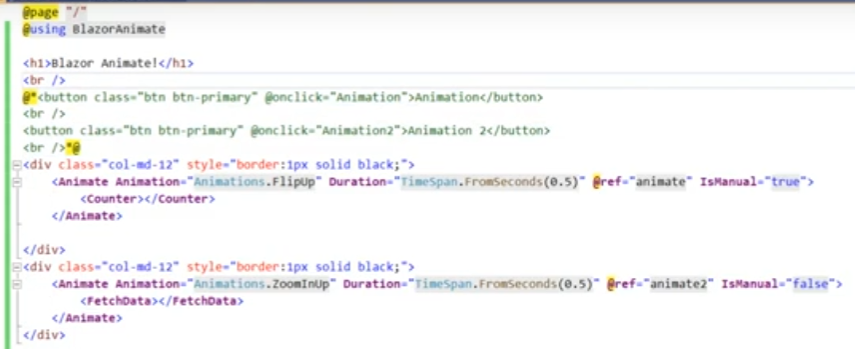 @page "/"
@using BlazorAnimate
<h1>Blazor Animate!</h1>
<br />
@*<button class="btn btn-primary" @onclick="Animation">Animation</button>
<br />
<button class="btn btn-primary" @onclick="Animation2">Animation 2</button>
<br />*@
<div class="col-md-12" style="border:1px solid black;">
<Animate Animation="Animations.FlipUp" Duration="TimeSpan.FromSeconds(0.5)" @ref="animate" IsManual="true">
<Counter></Counter>
</Animate>
</div>
<div class="col-md-12" style="border:1px solid black;">
<Animate Animation="Animations.ZoomInUp" Duration="TimeSpan.FromSeconds(0.5)" @ref="animate2" IsManual="false">
<FetchData></FetchData>
</Animate>
</div>